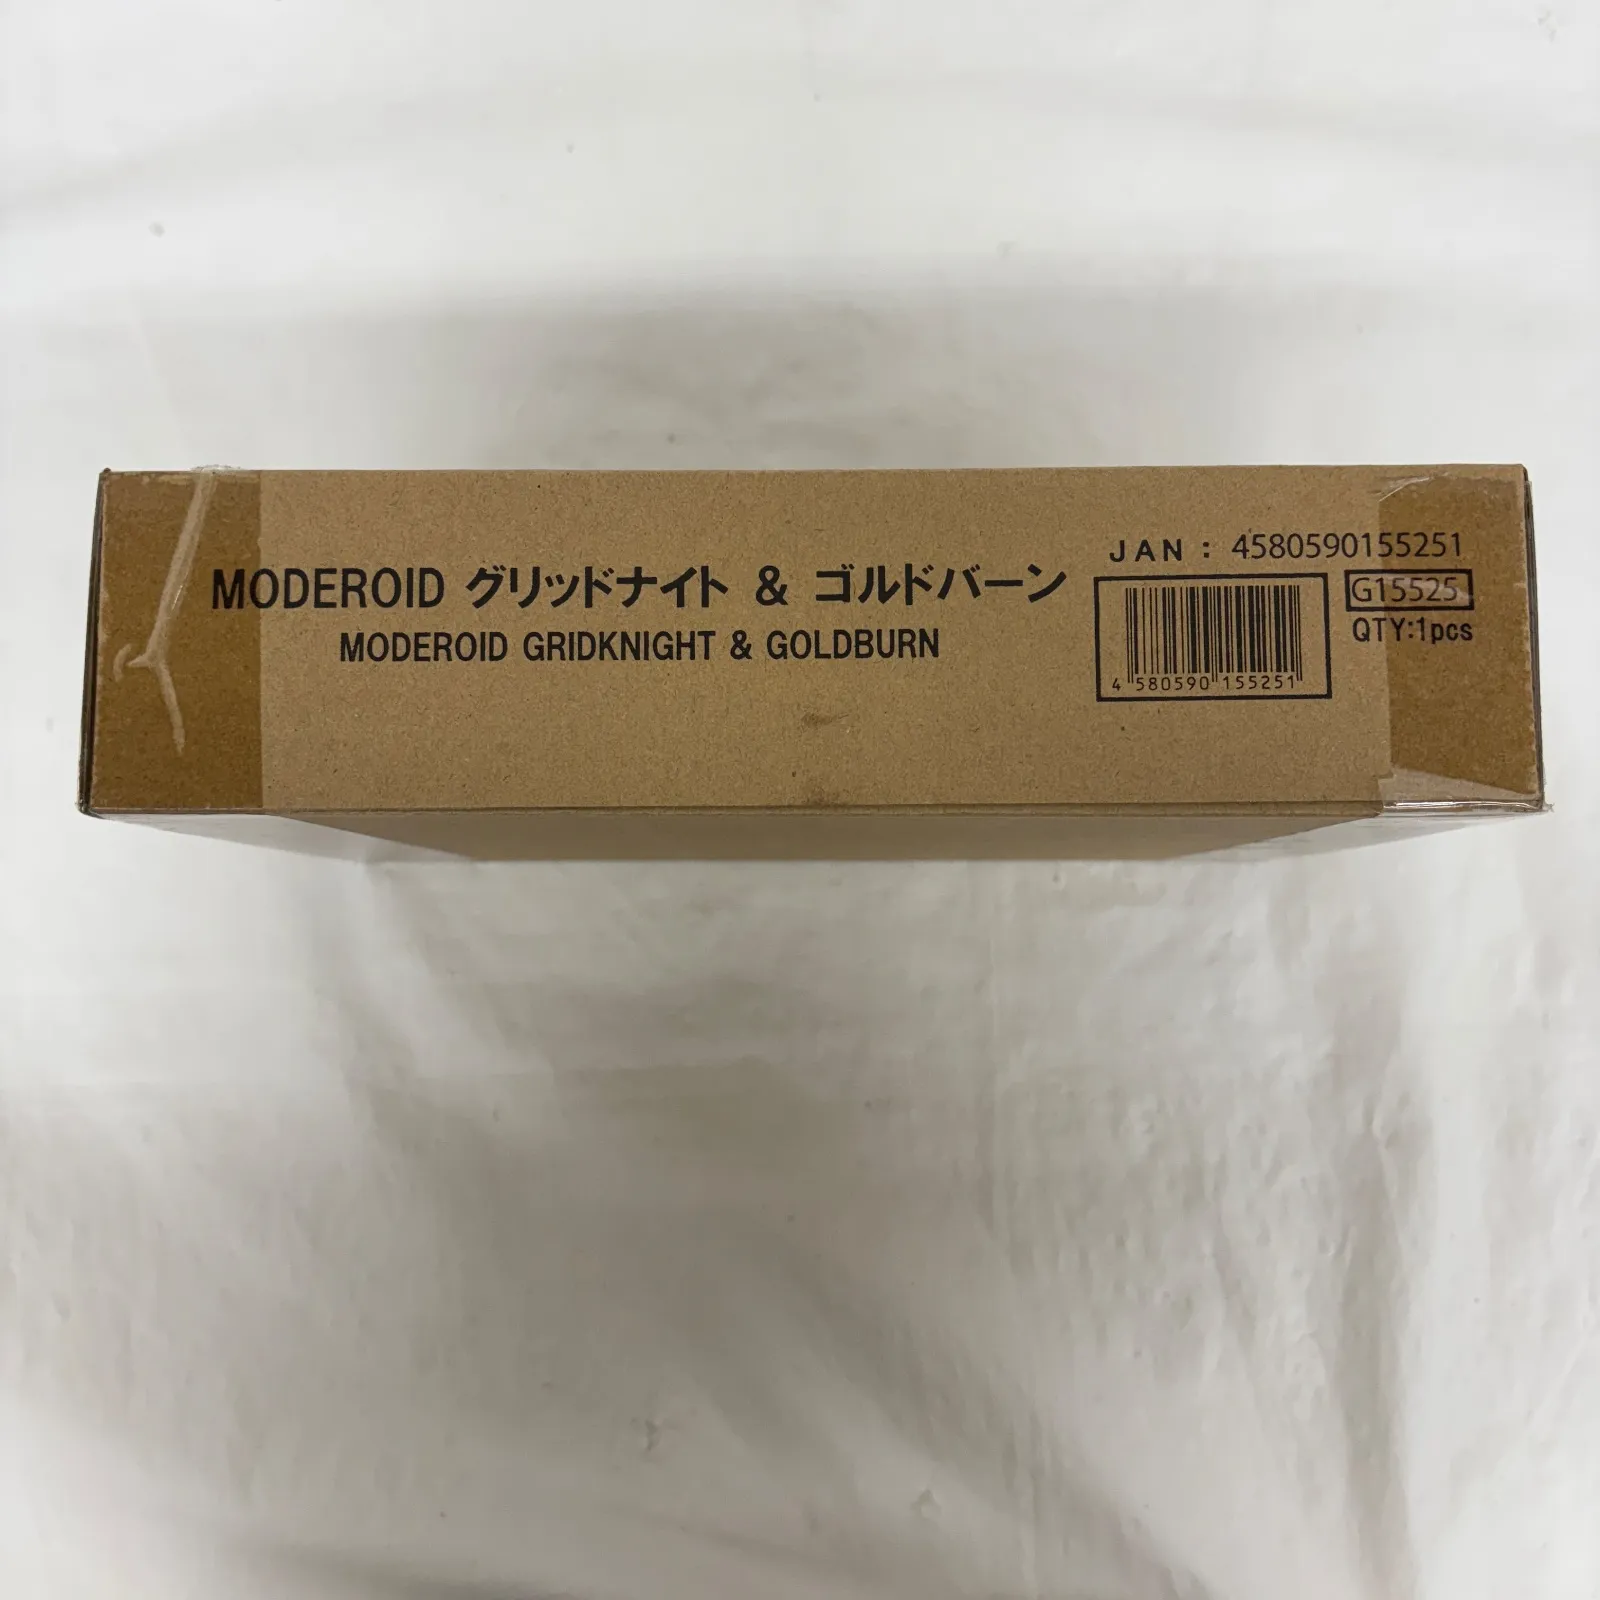 MODEROID グリッドナイト & ゴルドバーン
MODEROID GRIDKNIGHT & GOLDBURN
JAN : 4580590155251
G15525
QTY:1pcs
4 580590 155251